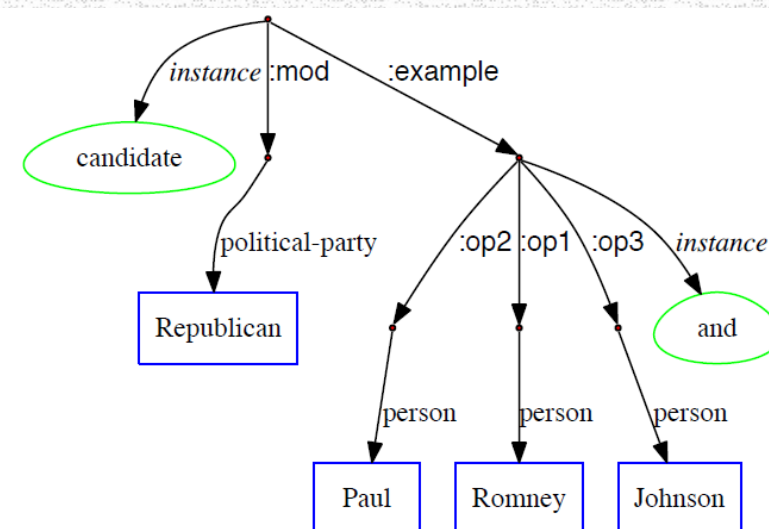 instance :mod :example
candidate
political-party :op2 :op1 :op3 instance
Republican and
person person person
Paul Romney Johnson